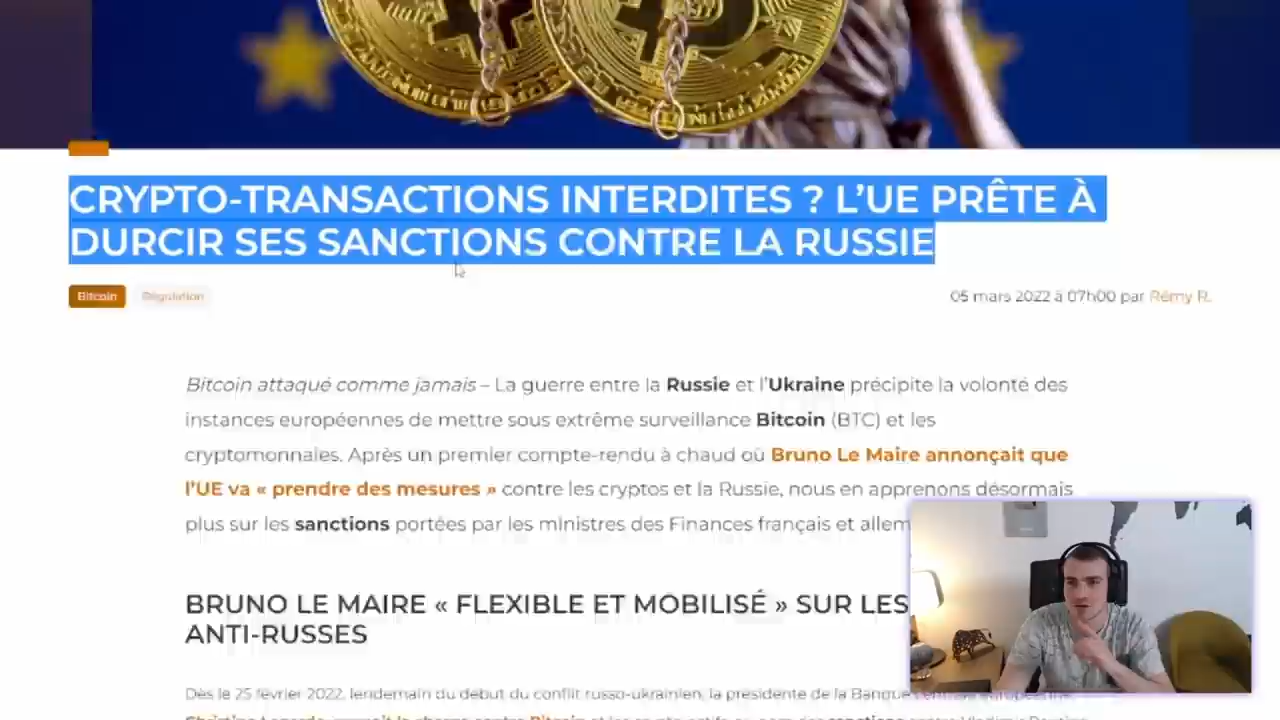 CRYPTO-TRANSACTIONS INTERDITES ? L’UE PRÊTE À
DURCIR SES SANCTIONS CONTRE LA RUSSIE
Bitcoin Régulation
05 mars 2022 à 07h00 par Rémy R.
Bitcoin attaqué comme jamais – La guerre entre la Russie et l’Ukraine précipite la volonté des
instances européennes de mettre sous extrême surveillance Bitcoin (BTC) et les
cryptomonnaies. Après un premier compte-rendu à chaud où Bruno Le Maire annonçait que
l’UE va « prendre des mesures » contre les cryptos et la Russie, nous en apprenons désormais
plus sur les sanctions portées par les ministres des Finances français et allem
BRUNO LE MAIRE « FLEXIBLE ET MOBILISÉ » SUR LES
ANTI-RUSSES
Dès le 25 février 2022, lendemain du début du conflit russo-ukrainien, la présidente de la Banque